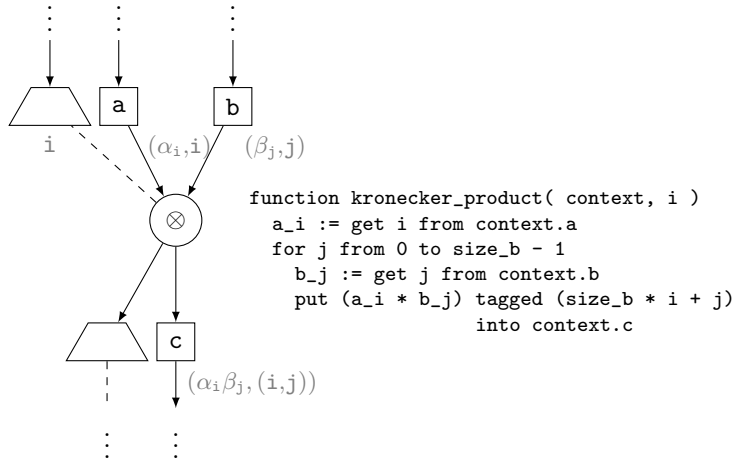 a
b
i
(αᵢ,i)
(βⱼ,j)
⊗
function kronecker_product( context, i )
a_i := get i from context.a
for j from 0 to size_b - 1
b_j := get j from context.b
put (a_i * b_j) tagged (size_b * i + j)
into context.c
c
(αᵢβⱼ,(i,j))